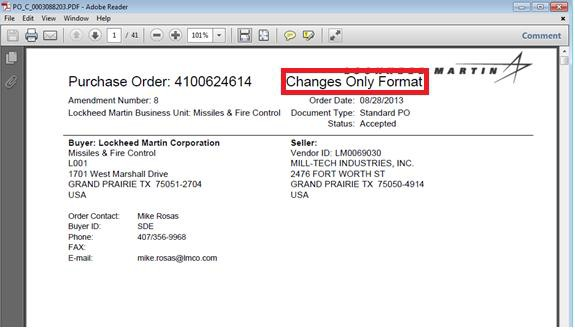 PO_C_0003088203.PDF - Adobe Reader
File Edit View Window Help
1 / 41 101% Comment
MARTIN
Purchase Order: 4100624614 Changes Only Format
Amendment Number: 8 Order Date: 08/28/2013
Lockheed Martin Business Unit: Missiles & Fire Control Document Type: Standard PO
Status: Accepted
Buyer: Lockheed Martin Corporation
Missiles & Fire Control
L001
1701 West Marshall Drive
GRAND PRAIRIE TX 75051-2704
USA
Seller:
Vendor ID: LM0069030
MILL-TECH INDUSTRIES, INC.
2476 FORT WORTH ST
GRAND PRAIRIE TX 75050-4914
USA
Order Contact: Mike Rosas
Buyer ID: SDE
Phone: 407/356-9968
FAX:
E-mail: mike.rosas@lmco.com